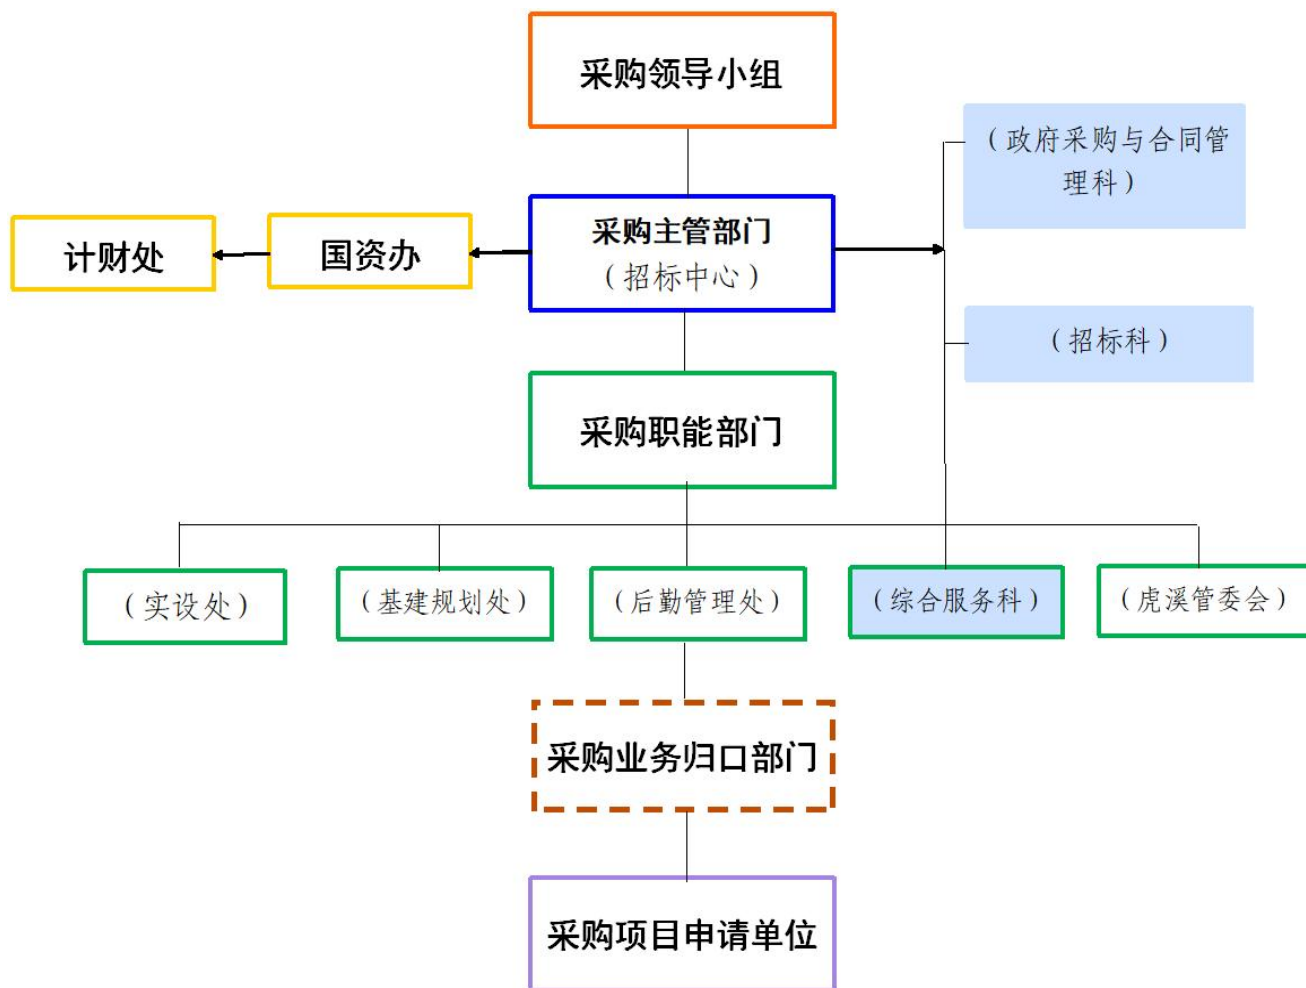 采购领导小组
（政府采购与合同管
理科）
采购主管部门
（招标中心）
国资办
计财处
（招标科）
采购职能部门
（实设处）
（基建规划处）
（后勤管理处）
（综合服务科）
（虎溪管委会）
采购业务归口部门
采购项目申请单位